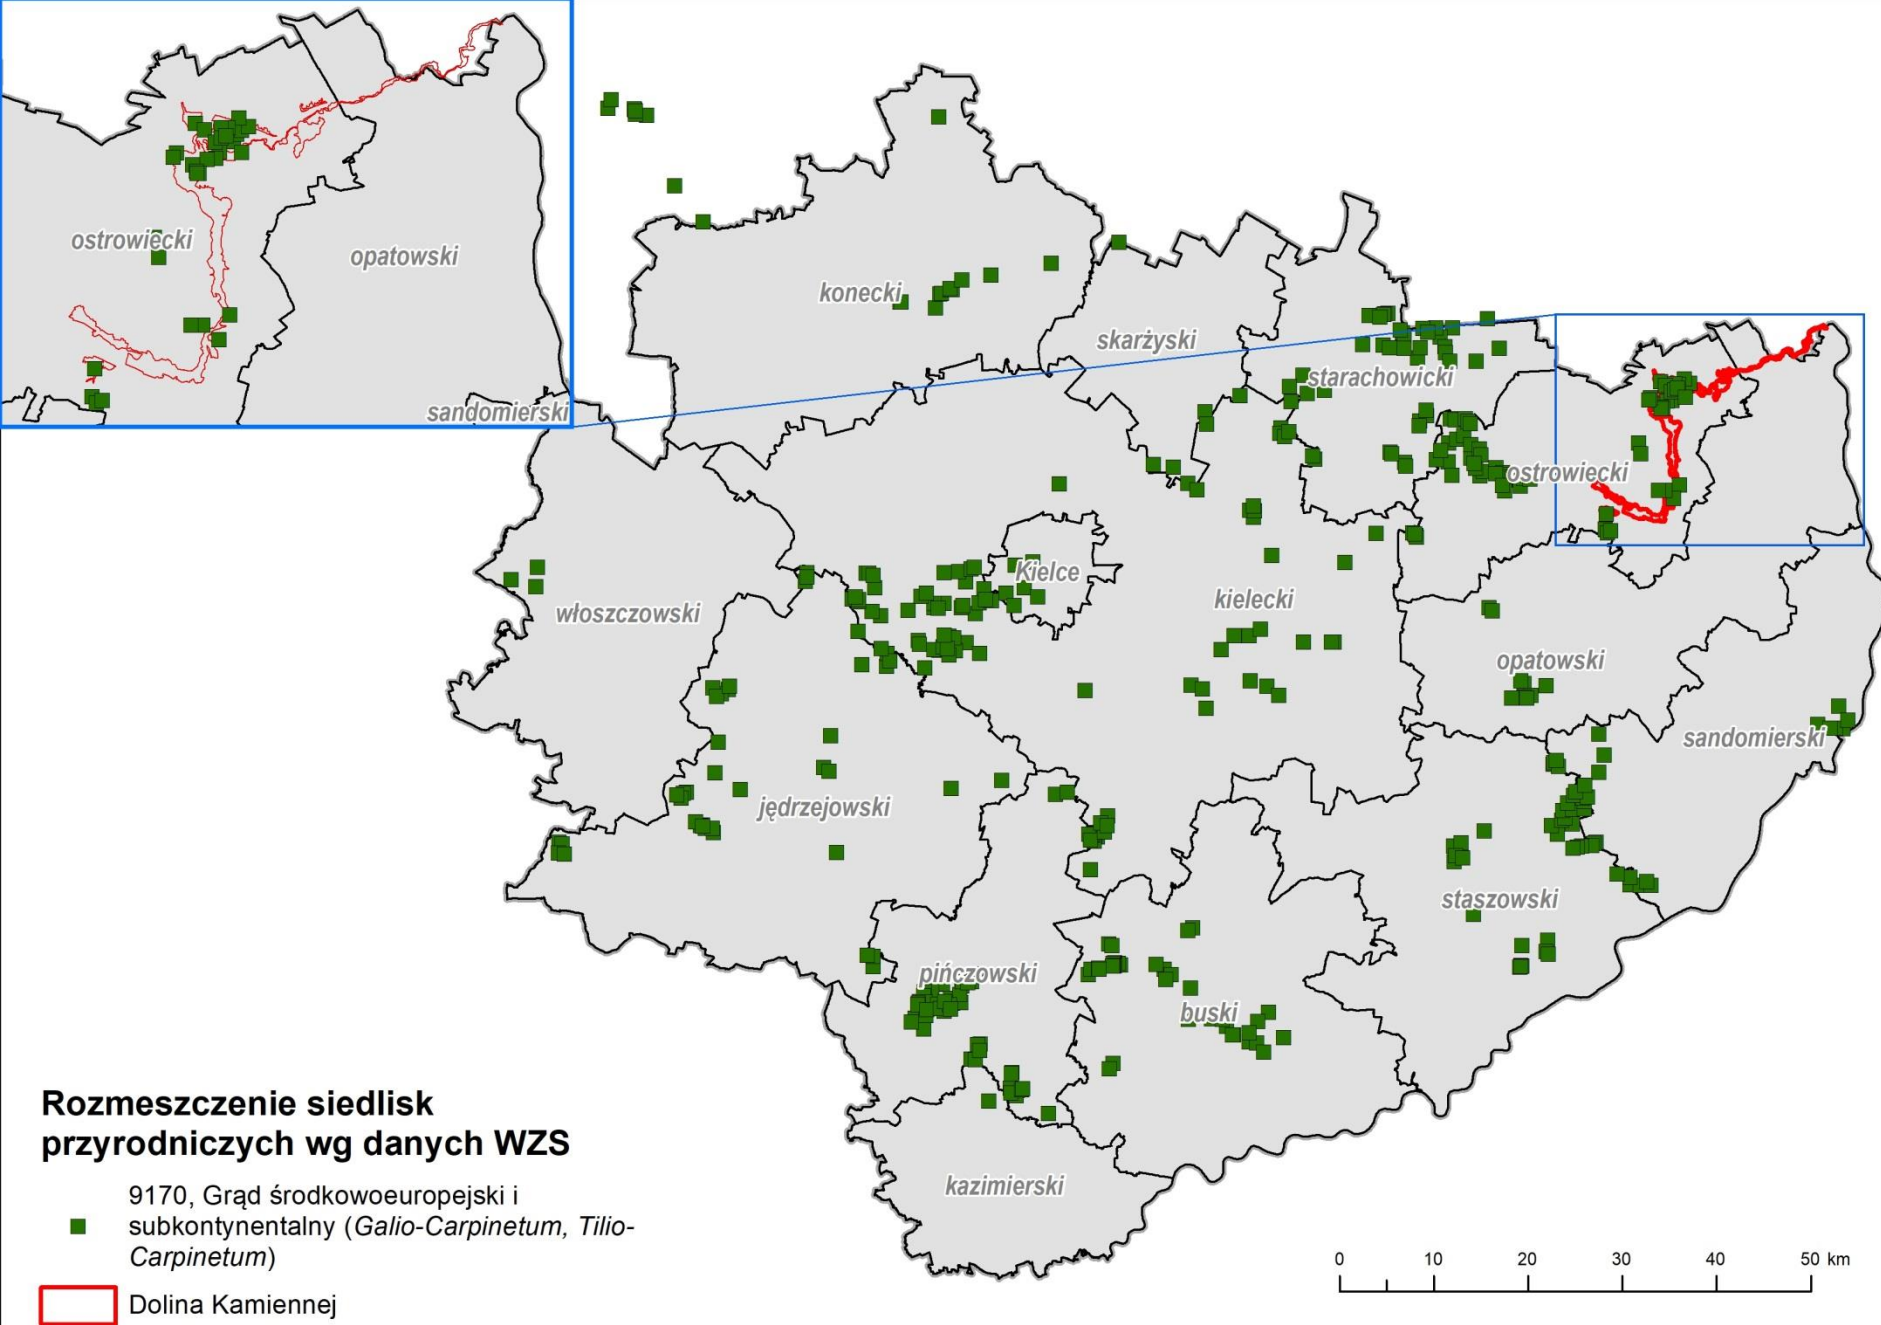 ostrowiecki
opatowski
sandomierski
konecki
skarżyski
starachowicki
ostrowiecki
Kielce
włoszczowski
kielecki
opatowski
sandomierski
jędrzejowski
staszowski
pińczowski
buski
kazimierski
Rozmeszczenie siedlisk
przyrodniczych wg danych WZS
9170, Grąd środkowoeuropejski i
subkontynentalny (Galio-Carpinetum, Tilio-
Carpinetum)
Dolina Kamiennej
0 10 20 30 40 50 km